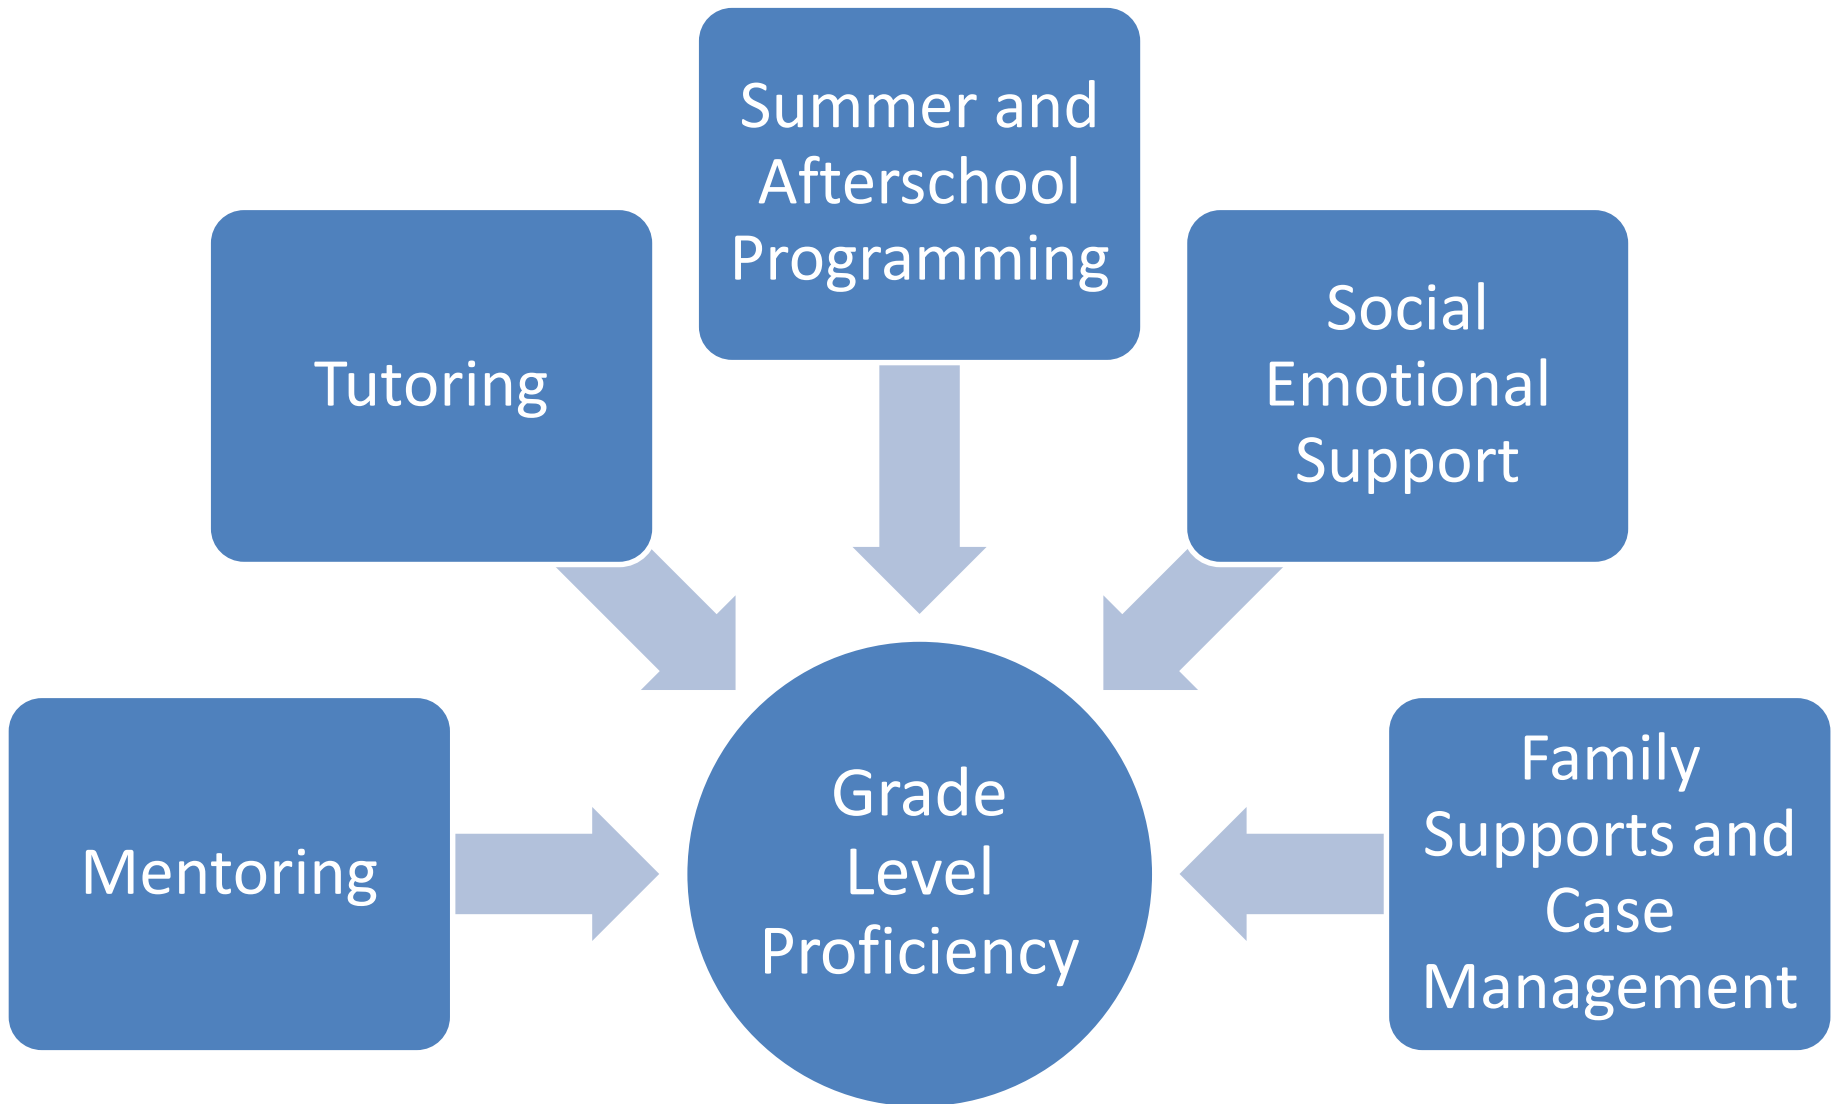 Summer and
Afterschool
Programming
Tutoring
Social
Emotional
Support
Mentoring
Grade
Level
Proficiency
Family
Supports and
Case
Management